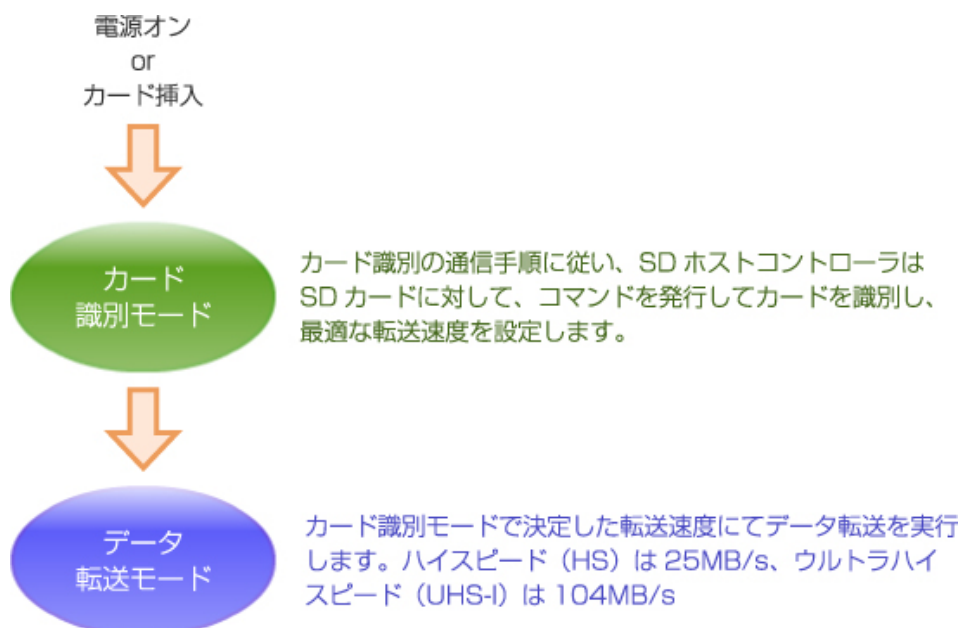 電源オン
or
カード挿入
カード
識別モード
カード識別の通信手順に従い、SD ホストコントローラは
SD カードに対して、コマンドを発行してカードを識別し、
最適な転送速度を設定します。
データ
転送モード
カード識別モードで決定した転送速度にてデータ転送を実行
します。ハイスピード（HS）は 25MB/s、ウルトラハイ
スピード（UHS-I）は 104MB/s